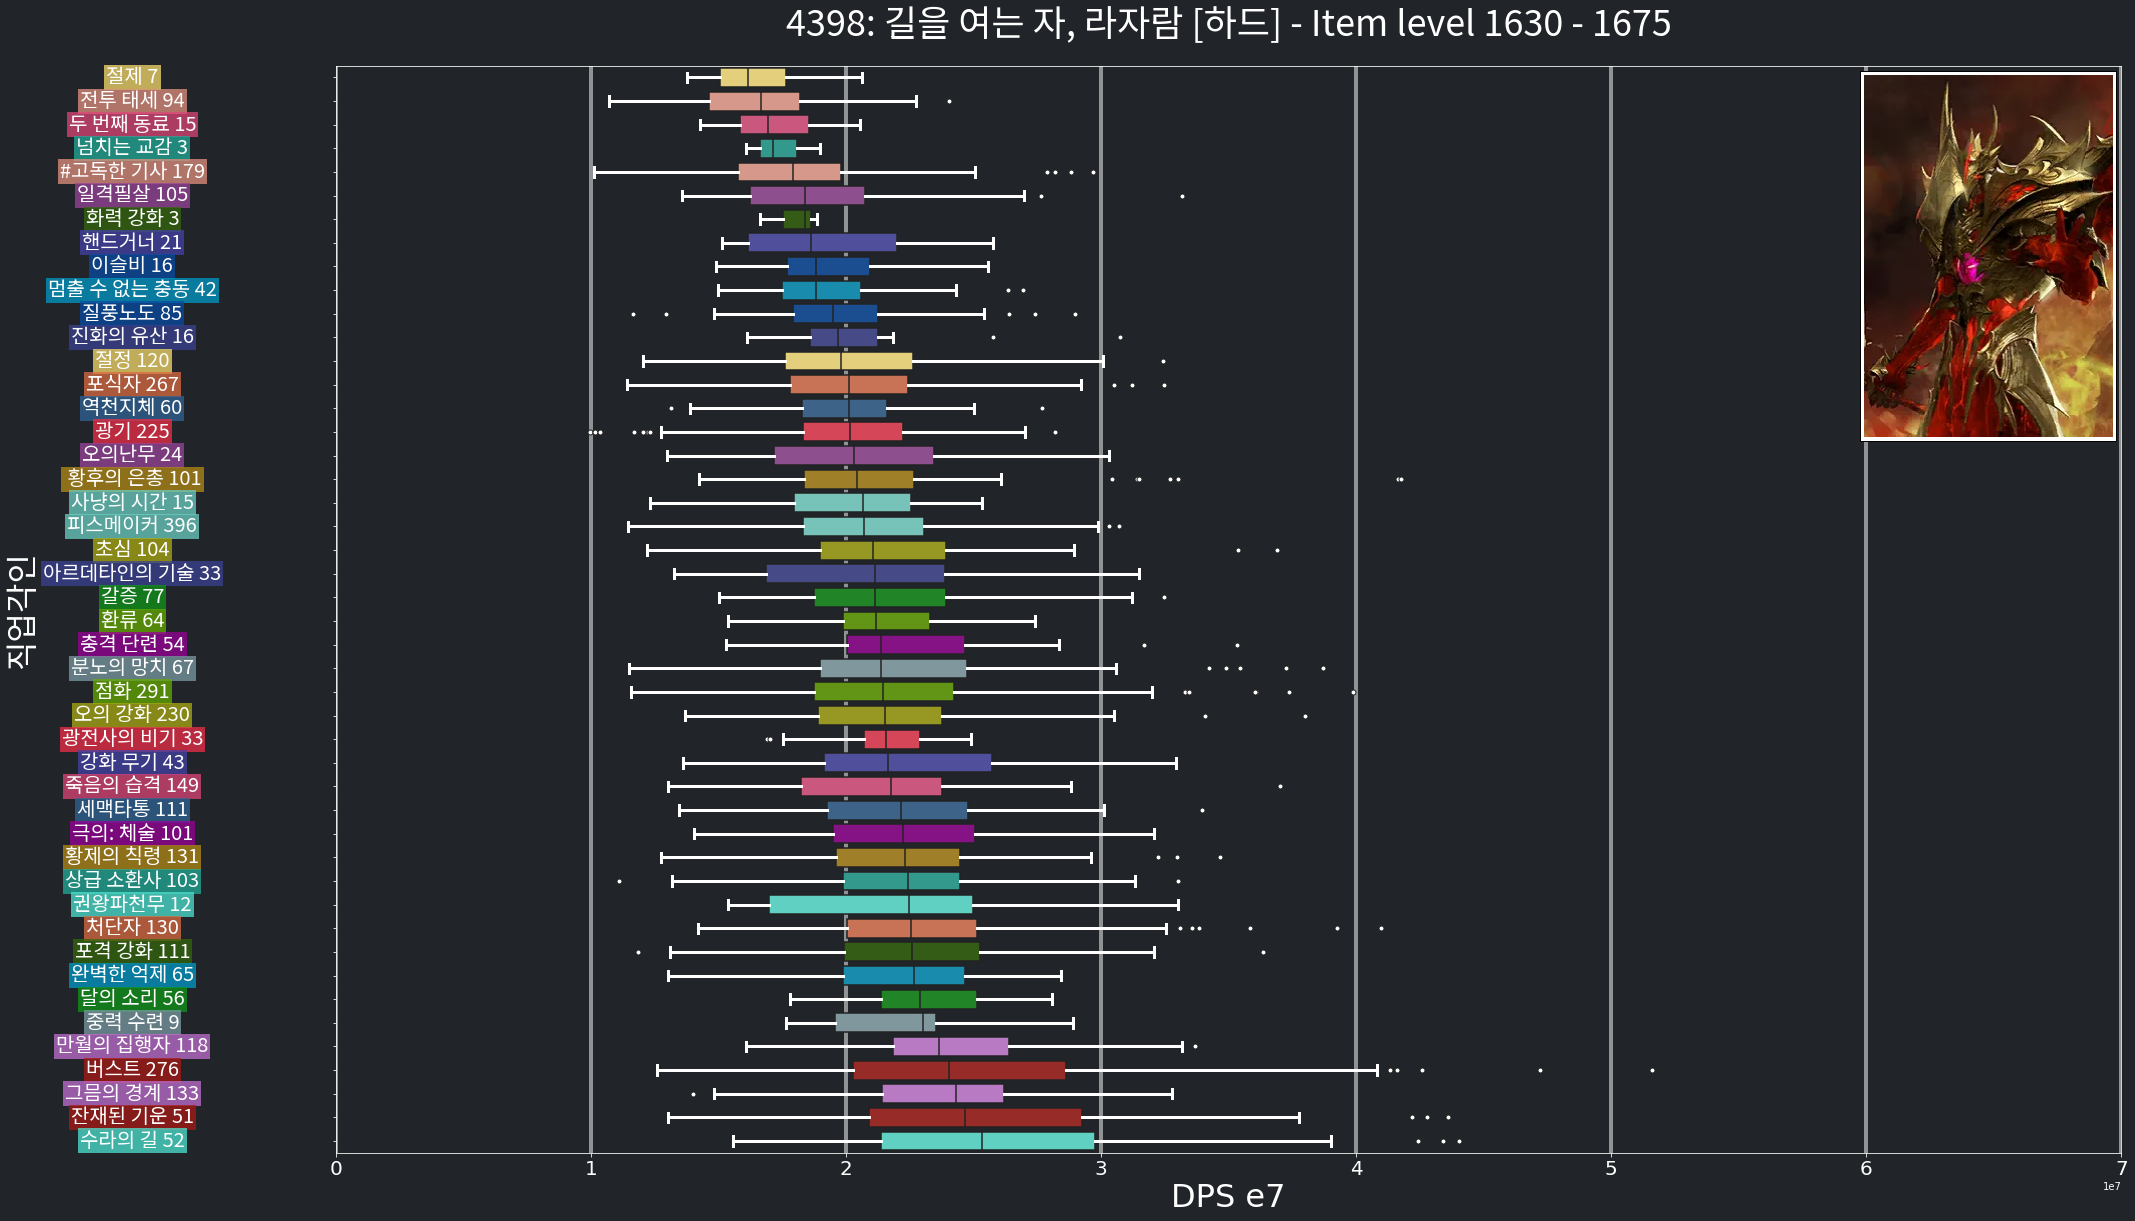 4398: 길을 여는 자, 라자람 [하드] - Item level 1630 - 1675
절제 7
전투 태세 94
두 번째 동료 15
넘치는 교감 3
#고독한 기사 179
일격필살 105
화력 강화 3
핸드거너 21
이슬비 16
멈출 수 없는 충동 42
질풍노도 85
진화의 유산 16
절정 120
포식자 267
역천지체 60
광기 225
오의난무 24
황후의 은총 101
사냥의 시간 15
피스메이커 396
초심 104
아르데타인의 기술 33
갈증 77
환류 64
충격 단련 54
분노의 망치 67
점화 291
오의 강화 230
광전사의 비기 33
강화 무기 43
죽음의 습격 149
세맥타통 111
극의: 체술 101
황제의 칙령 131
상급 소환사 103
권왕파천무 12
처단자 130
포격 강화 111
완벽한 억제 65
달의 소리 56
중력 수련 9
만월의 집행자 118
버스트 276
그믐의 경계 133
잔재된 기운 51
수라의 길 52
직업각인
0 1 2 3 4 5 6 7
1e7
DPS e7